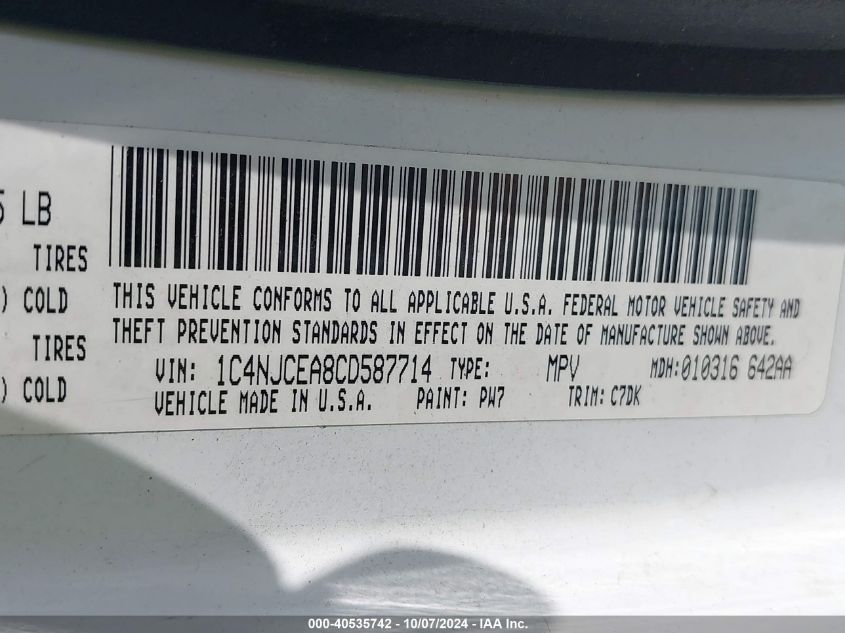 5 LB
TIRES
) COLD
TIRES
) COLD
THIS VEHICLE CONFORMS TO ALL APPLICABLE U.S.A. FEDERAL MOTOR VEHICLE SAFETY AND
THEFT PREVENTION STANDARDS IN EFFECT ON THE DATE OF MANUFACTURE SHOWN ABOVE.
VIN: 1C4NJCEA8CD587714 TYPE: MPV MDH:010316 642AA
VEHICLE MADE IN U.S.A. PAINT: PW7 TRIM: C7DK
000-40535742 - 10/07/2024 - IAA Inc.